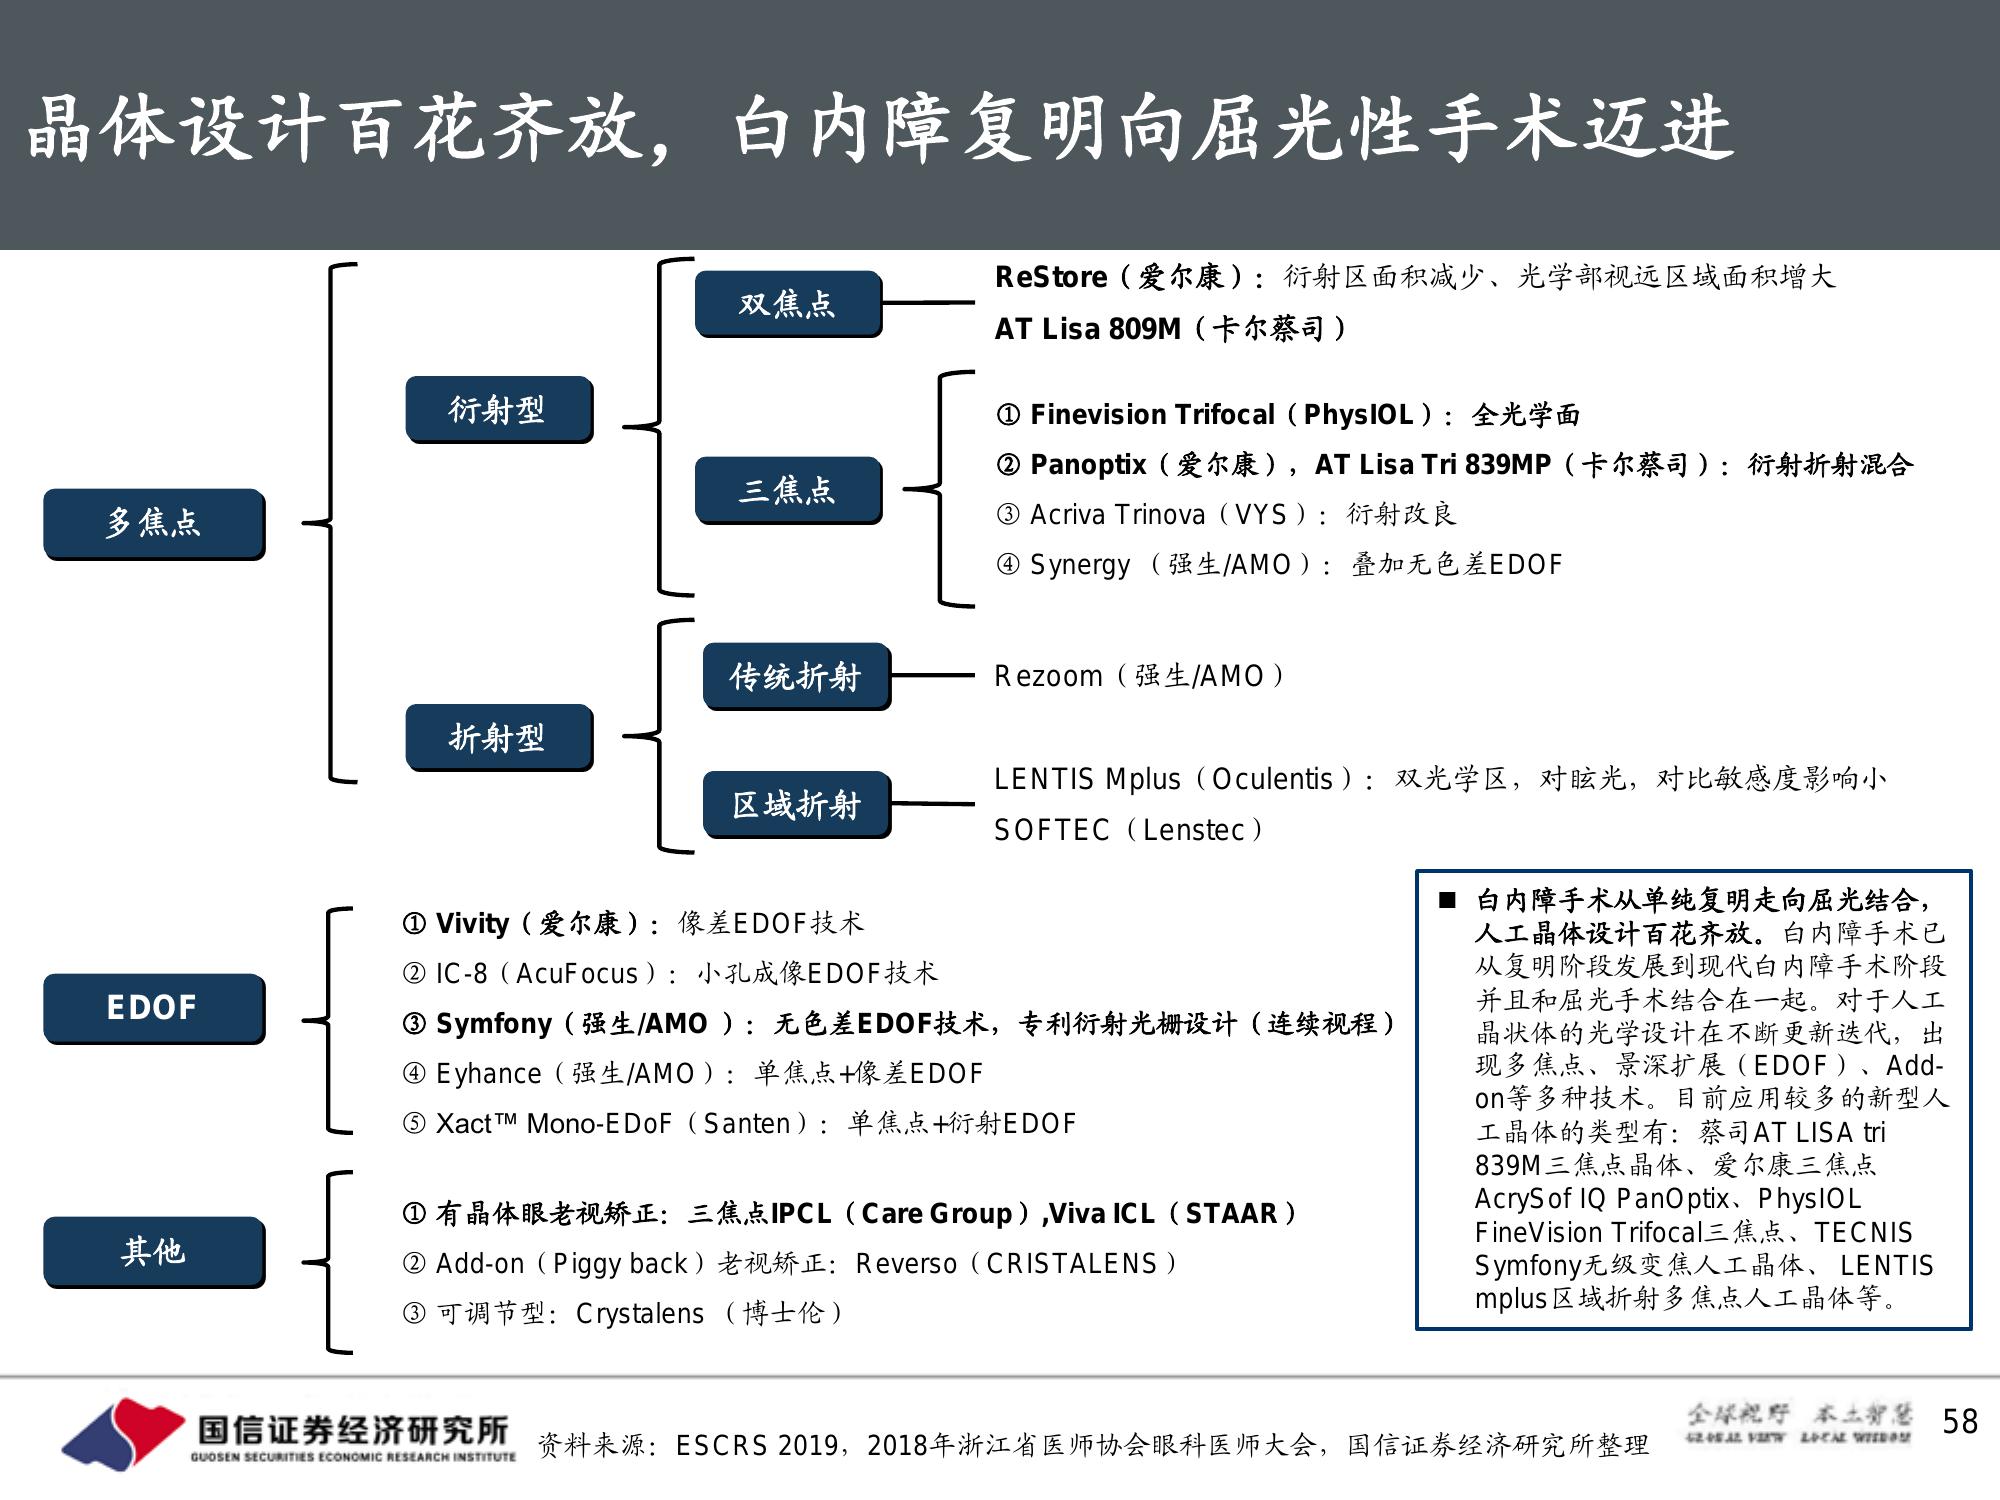 晶体设计百花齐放，白内障复明向屈光性手术迈进
多焦点
衍射型
双焦点
ReStore（爱尔康）：衍射区面积减少、光学部视远区域面积增大
AT Lisa 809M（卡尔蔡司）
三焦点
① Finevision Trifocal（PhysIOL）：全光学面
② Panoptix（爱尔康），AT Lisa Tri 839MP（卡尔蔡司）：衍射折射混合
③ Acriva Trinova（VYS）：衍射改良
④ Synergy （强生/AMO）：叠加无色差EDOF
折射型
传统折射
Rezoom（强生/AMO）
区域折射
LENTIS Mplus（Oculentis）：双光学区，对眩光，对比敏感度影响小
SOFTEC（Lenstec）
EDOF
① Vivity（爱尔康）：像差EDOF技术
② IC-8（AcuFocus）：小孔成像EDOF技术
③ Symfony（强生/AMO ）：无色差EDOF技术，专利衍射光栅设计（连续视程）
④ Eyhance（强生/AMO）：单焦点+像差EDOF
⑤ Xact™ Mono-EDoF（Santen）：单焦点+衍射EDOF
其他
① 有晶体眼老视矫正：三焦点IPCL（Care Group）,Viva ICL（STAAR）
② Add-on（Piggy back）老视矫正：Reverso（CRISTALENS）
③ 可调节型：Crystalens （博士伦）
■ 白内障手术从单纯复明走向屈光结合，
人工晶体设计百花齐放。白内障手术已
从复明阶段发展到现代白内障手术阶段
并且和屈光手术结合在一起。对于人工
晶状体的光学设计在不断更新迭代，出
现多焦点、景深扩展（EDOF）、Add-
on等多种技术。目前应用较多的新型人
工晶体的类型有：蔡司AT LISA tri
839M三焦点晶体、爱尔康三焦点
AcrySof IQ PanOptix、PhysIOL
FineVision Trifocal三焦点、TECNIS
Symfony无级变焦人工晶体、 LENTIS
mplus区域折射多焦点人工晶体等。
国信证券经济研究所
GUOSEN SECURITIES ECONOMIC RESEARCH INSTITUTE
资料来源：ESCRS 2019，2018年浙江省医师协会眼科医师大会，国信证券经济研究所整理
全球视野 本土智慧
GLOBAL VIEW LOCAL WISDOM
58